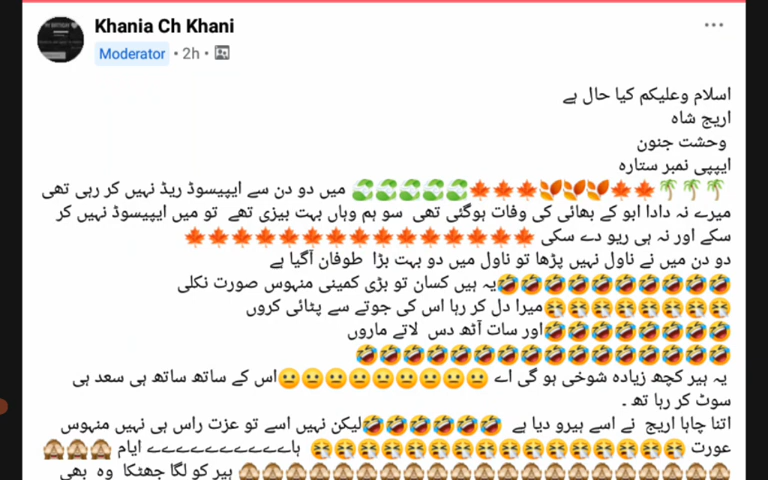 Khania Ch Khani
Moderator • 2h •
اسلام وعلیکم کیا حال ہے
اریج شاہ
وحشت جنون
ایپپی نمبر ستارہ
🌴🌴🌴🍁🍁🍂🍂🍂🍁🍁🍁 میں دو دن سے ایپیسوڈ ریڈ نہیں کر رہی تھی
میرے نہ دادا ابو کے بھائی کی وفات ہوگئی تھی سو ہم وہاں بہت بیزی تھے تو میں ایپیسوڈ نہیں کر
سکے اور نہ ہی ریو دے سکی 🍁🍁🍁🍁🍁🍁🍁🍁🍁🍁🍁🍁🍁🍁🍁
دو دن میں نے ناول نہیں پڑھا تو ناول میں دو بہت بڑا طوفان آگیا ہے
🤣🤣🤣🤣🤣🤣🤣🤣🤣🤣یہ ہیں کسان تو بڑی کمینی منہوس صورت نکلی
🤧🤧🤧🤧🤧🤧🤧🤧میرا دل کر رہا اس کی جوتے سے پٹائی کروں
🤣🤣🤣🤣🤣🤣🤣🤣اور سات آٹھ دس لاتے ماروں
🤣🤣🤣🤣🤣🤣🤣🤣🤣🤣🤣🤣🤣🤣🤣🤣
یہ ہیر کچھ زیادہ شوخی ہو گی اے 😐😐😐😐😐😐😐😐😐اس کے ساتھ ساتھ ہی سعد ہی
سوٹ کر رہا تھ ۔
اتنا چاہا اریج نے اسے ہیرو دیا ہے 🤣🤣🤣🤣🤣🤣لیکن نہیں اسے تو عزت راس ہی نہیں منہوس
عورت 🤧🤧🤧🤧🤧🤧🤧🤧🤧🤧🤧🤧🤧🤧🤧🤧 ہاےےےےےےےےےے ایام 🙈🙈🙈
🙈🙈🙈🙈🙈🙈🙈🙈🙈🙈🙈🙈🙈🙈🙈🙈🙈🙈🙈🙈🙈 ہیر کو لگا جھٹکا وہ بھی